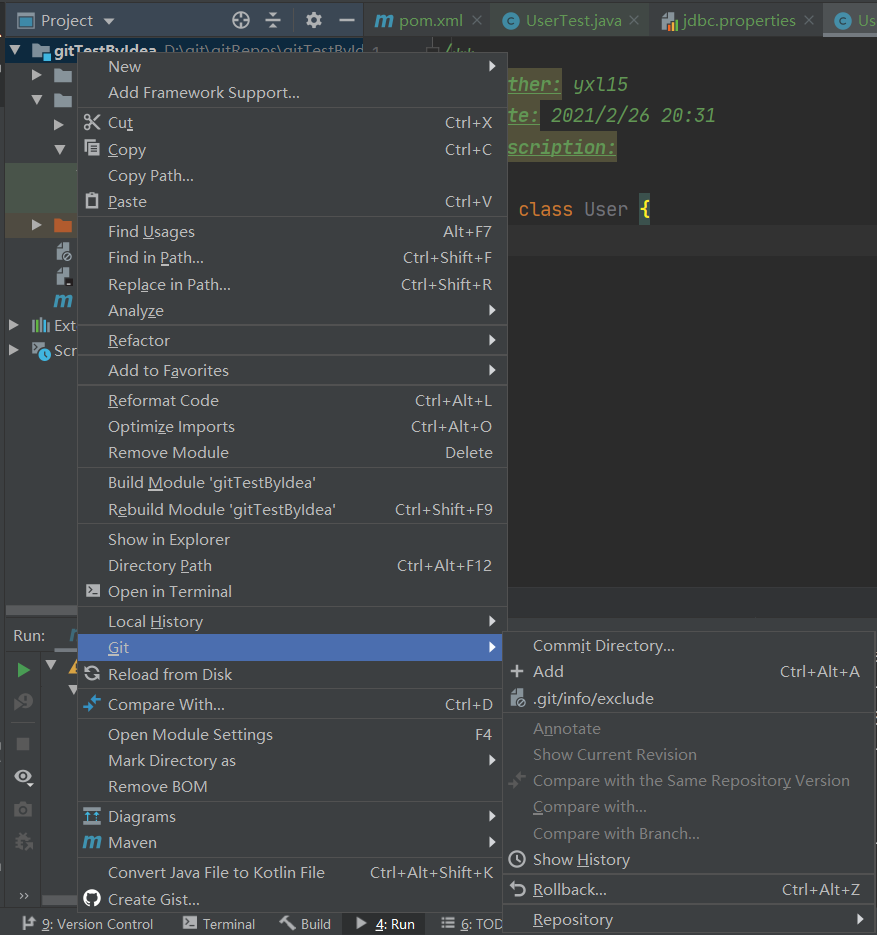 Project
pom.xml
UserTest.java
jdbc.properties
gitTestByIdea D:\git\gitRepos\gitTestById
1
/**
ther: yxl15
te: 2021/2/26 20:31
scription:
class User {
New
Add Framework Support...
Cut Ctrl+X
Copy Ctrl+C
Copy Path...
Paste Ctrl+V
Find Usages Alt+F7
Find in Path... Ctrl+Shift+F
Replace in Path... Ctrl+Shift+R
Analyze
Refactor
Add to Favorites
Reformat Code Ctrl+Alt+L
Optimize Imports Ctrl+Alt+O
Remove Module Delete
Build Module 'gitTestByIdea'
Rebuild Module 'gitTestByIdea' Ctrl+Shift+F9
Show in Explorer
Directory Path Ctrl+Alt+F12
Open in Terminal
Local History
Git
Reload from Disk
Compare With... Ctrl+D
Open Module Settings F4
Mark Directory as
Remove BOM
Diagrams
Maven
Convert Java File to Kotlin File Ctrl+Alt+Shift+K
Create Gist...
Ext
Scr
Run:
Commit Directory...
Add Ctrl+Alt+A
.git/info/exclude
Annotate
Show Current Revision
Compare with the Same Repository Version
Compare with...
Compare with Branch...
Show History
Rollback... Ctrl+Alt+Z
Repository
9: Version Control
Terminal
Build
4: Run
6: TOD